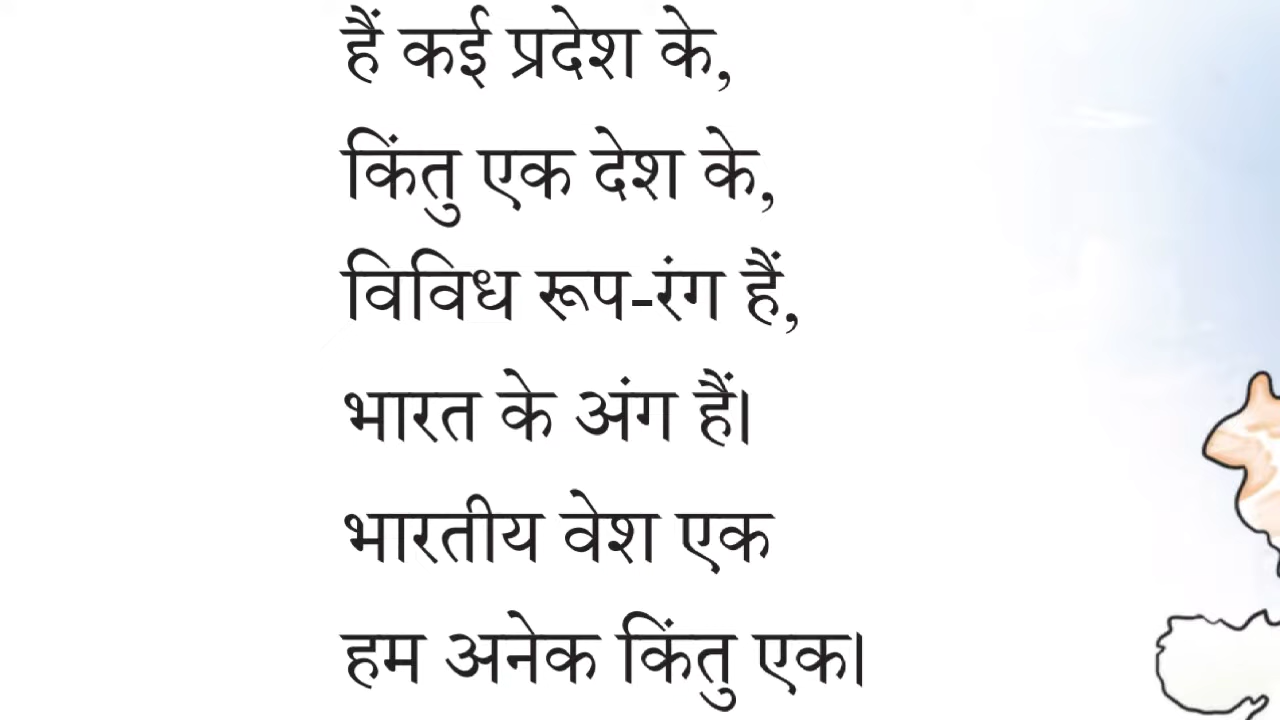 हैं कई प्रदेश के,
किंतु एक देश के,
विविध रूप-रंग हैं,
भारत के अंग हैं।
भारतीय वेश एक
हम अनेक किंतु एक।